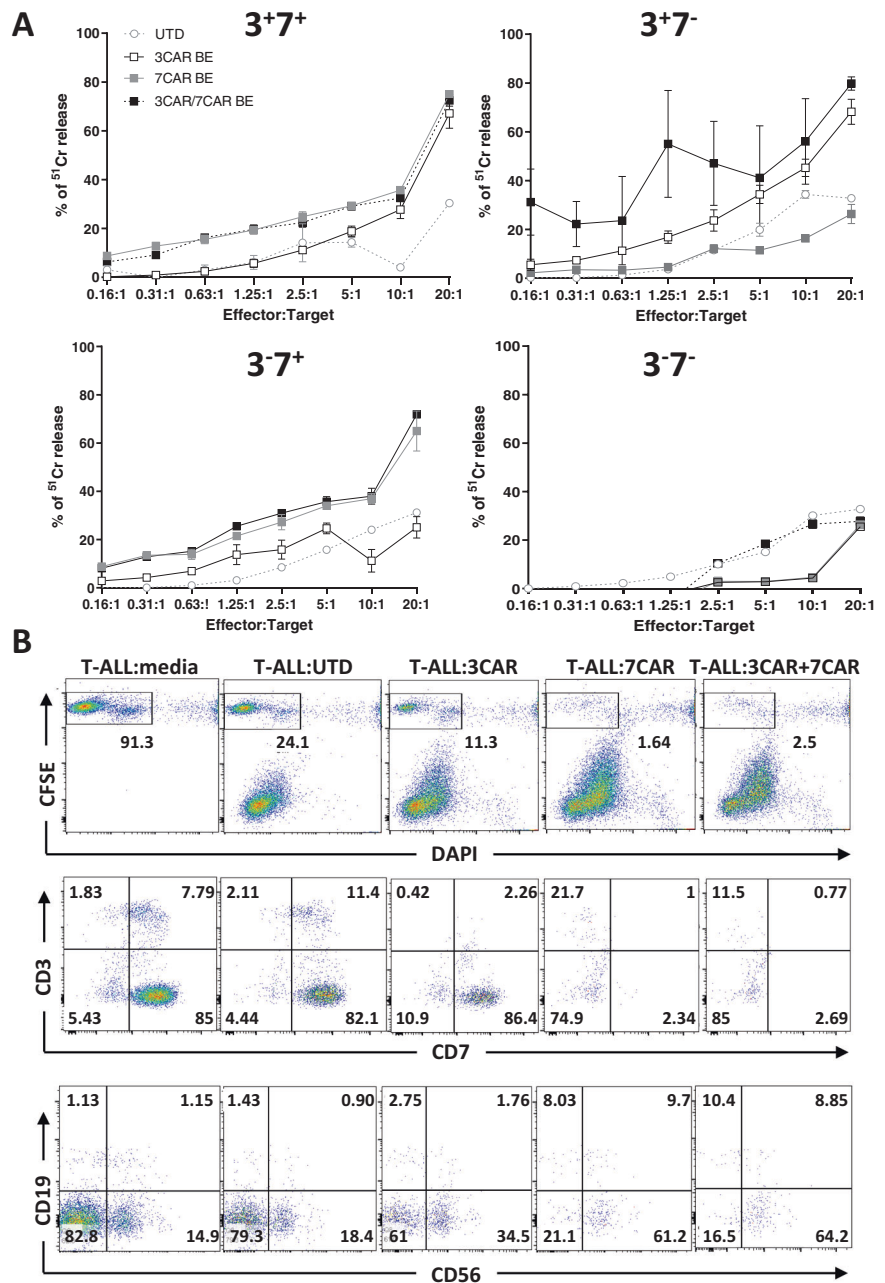 A
3+7+
3+7-
UTD
3CAR BE
7CAR BE
3CAR/7CAR BE
% of 51Cr release
80
60
40
20
0
0.16:1 0.31:1 0.63:1 1.25:1 2.5:1 5:1 10:1 20:1
Effector:Target
% of 51Cr release
100
80
60
40
20
0
0.16:1 0.31:1 0.63:1 1.25:1 2.5:1 5:1 10:1 20:1
Effector:Target
3-7+
3-7-
% of 51Cr release
100
80
60
40
20
0
0.16:1 0.31:1 0.63:! 1.25:1 2.5:1 5:1 10:1 20:1
Effector:Target
% of 51Cr release
100
80
60
40
20
0
0.16:1 0.31:1 0.63:1 1.25:1 2.5:1 5:1 10:1 20:1
Effector:Target
B
T-ALL:media T-ALL:UTD T-ALL:3CAR T-ALL:7CAR T-ALL:3CAR+7CAR
91.3 24.1 11.3 1.64 2.5
CFSE
DAPI
1.83 7.79 2.11 11.4 0.42 2.26 21.7 1 11.5 0.77
CD3
5.43 85 4.44 82.1 10.9 86.4 74.9 2.34 85 2.69
CD7
1.13 1.15 1.43 0.90 2.75 1.76 8.03 9.7 10.4 8.85
CD19
82.8 14.9 79.3 18.4 61 34.5 21.1 61.2 16.5 64.2
CD56